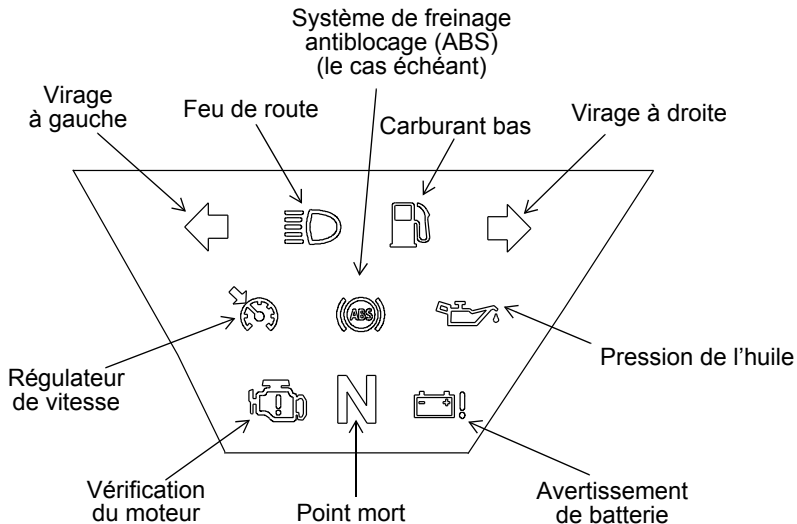 Système de freinage
antiblocage (ABS)
(le cas échéant)
Virage
à gauche
Feu de route
Carburant bas
Virage à droite
ABS
Pression de l’huile
Régulateur
de vitesse
N
Vérification
du moteur
Point mort
Avertissement
de batterie